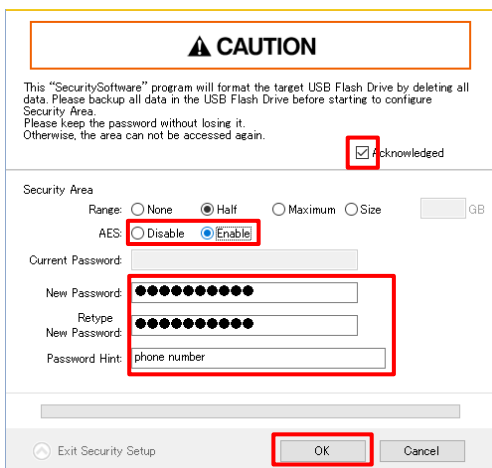 CAUTION
This “SecuritySoftware” program will format the target USB Flash Drive by deleting all
data. Please backup all data in the USB Flash Drive before starting to configure
Security Area.
Please keep the password without losing it.
Otherwise, the area can not be accessed again.
Acknowledged
Security Area
Range: None Half Maximum Size GB
AES: Disable Enable
Current Password:
New Password: ●●●●●●●●●●
Retype
New Password: ●●●●●●●●●●
Password Hint: phone number
Exit Security Setup OK Cancel